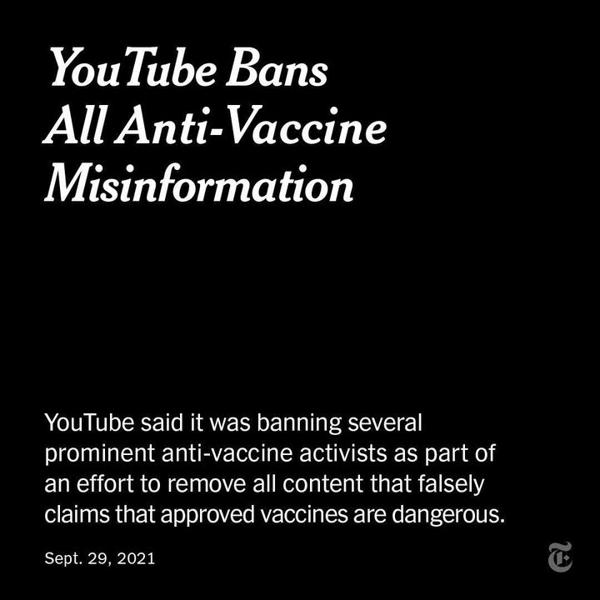 YouTube Bans
All Anti-Vaccine
Misinformation
YouTube said it was banning several
prominent anti-vaccine activists as part of
an effort to remove all content that falsely
claims that approved vaccines are dangerous.
Sept. 29, 2021
T